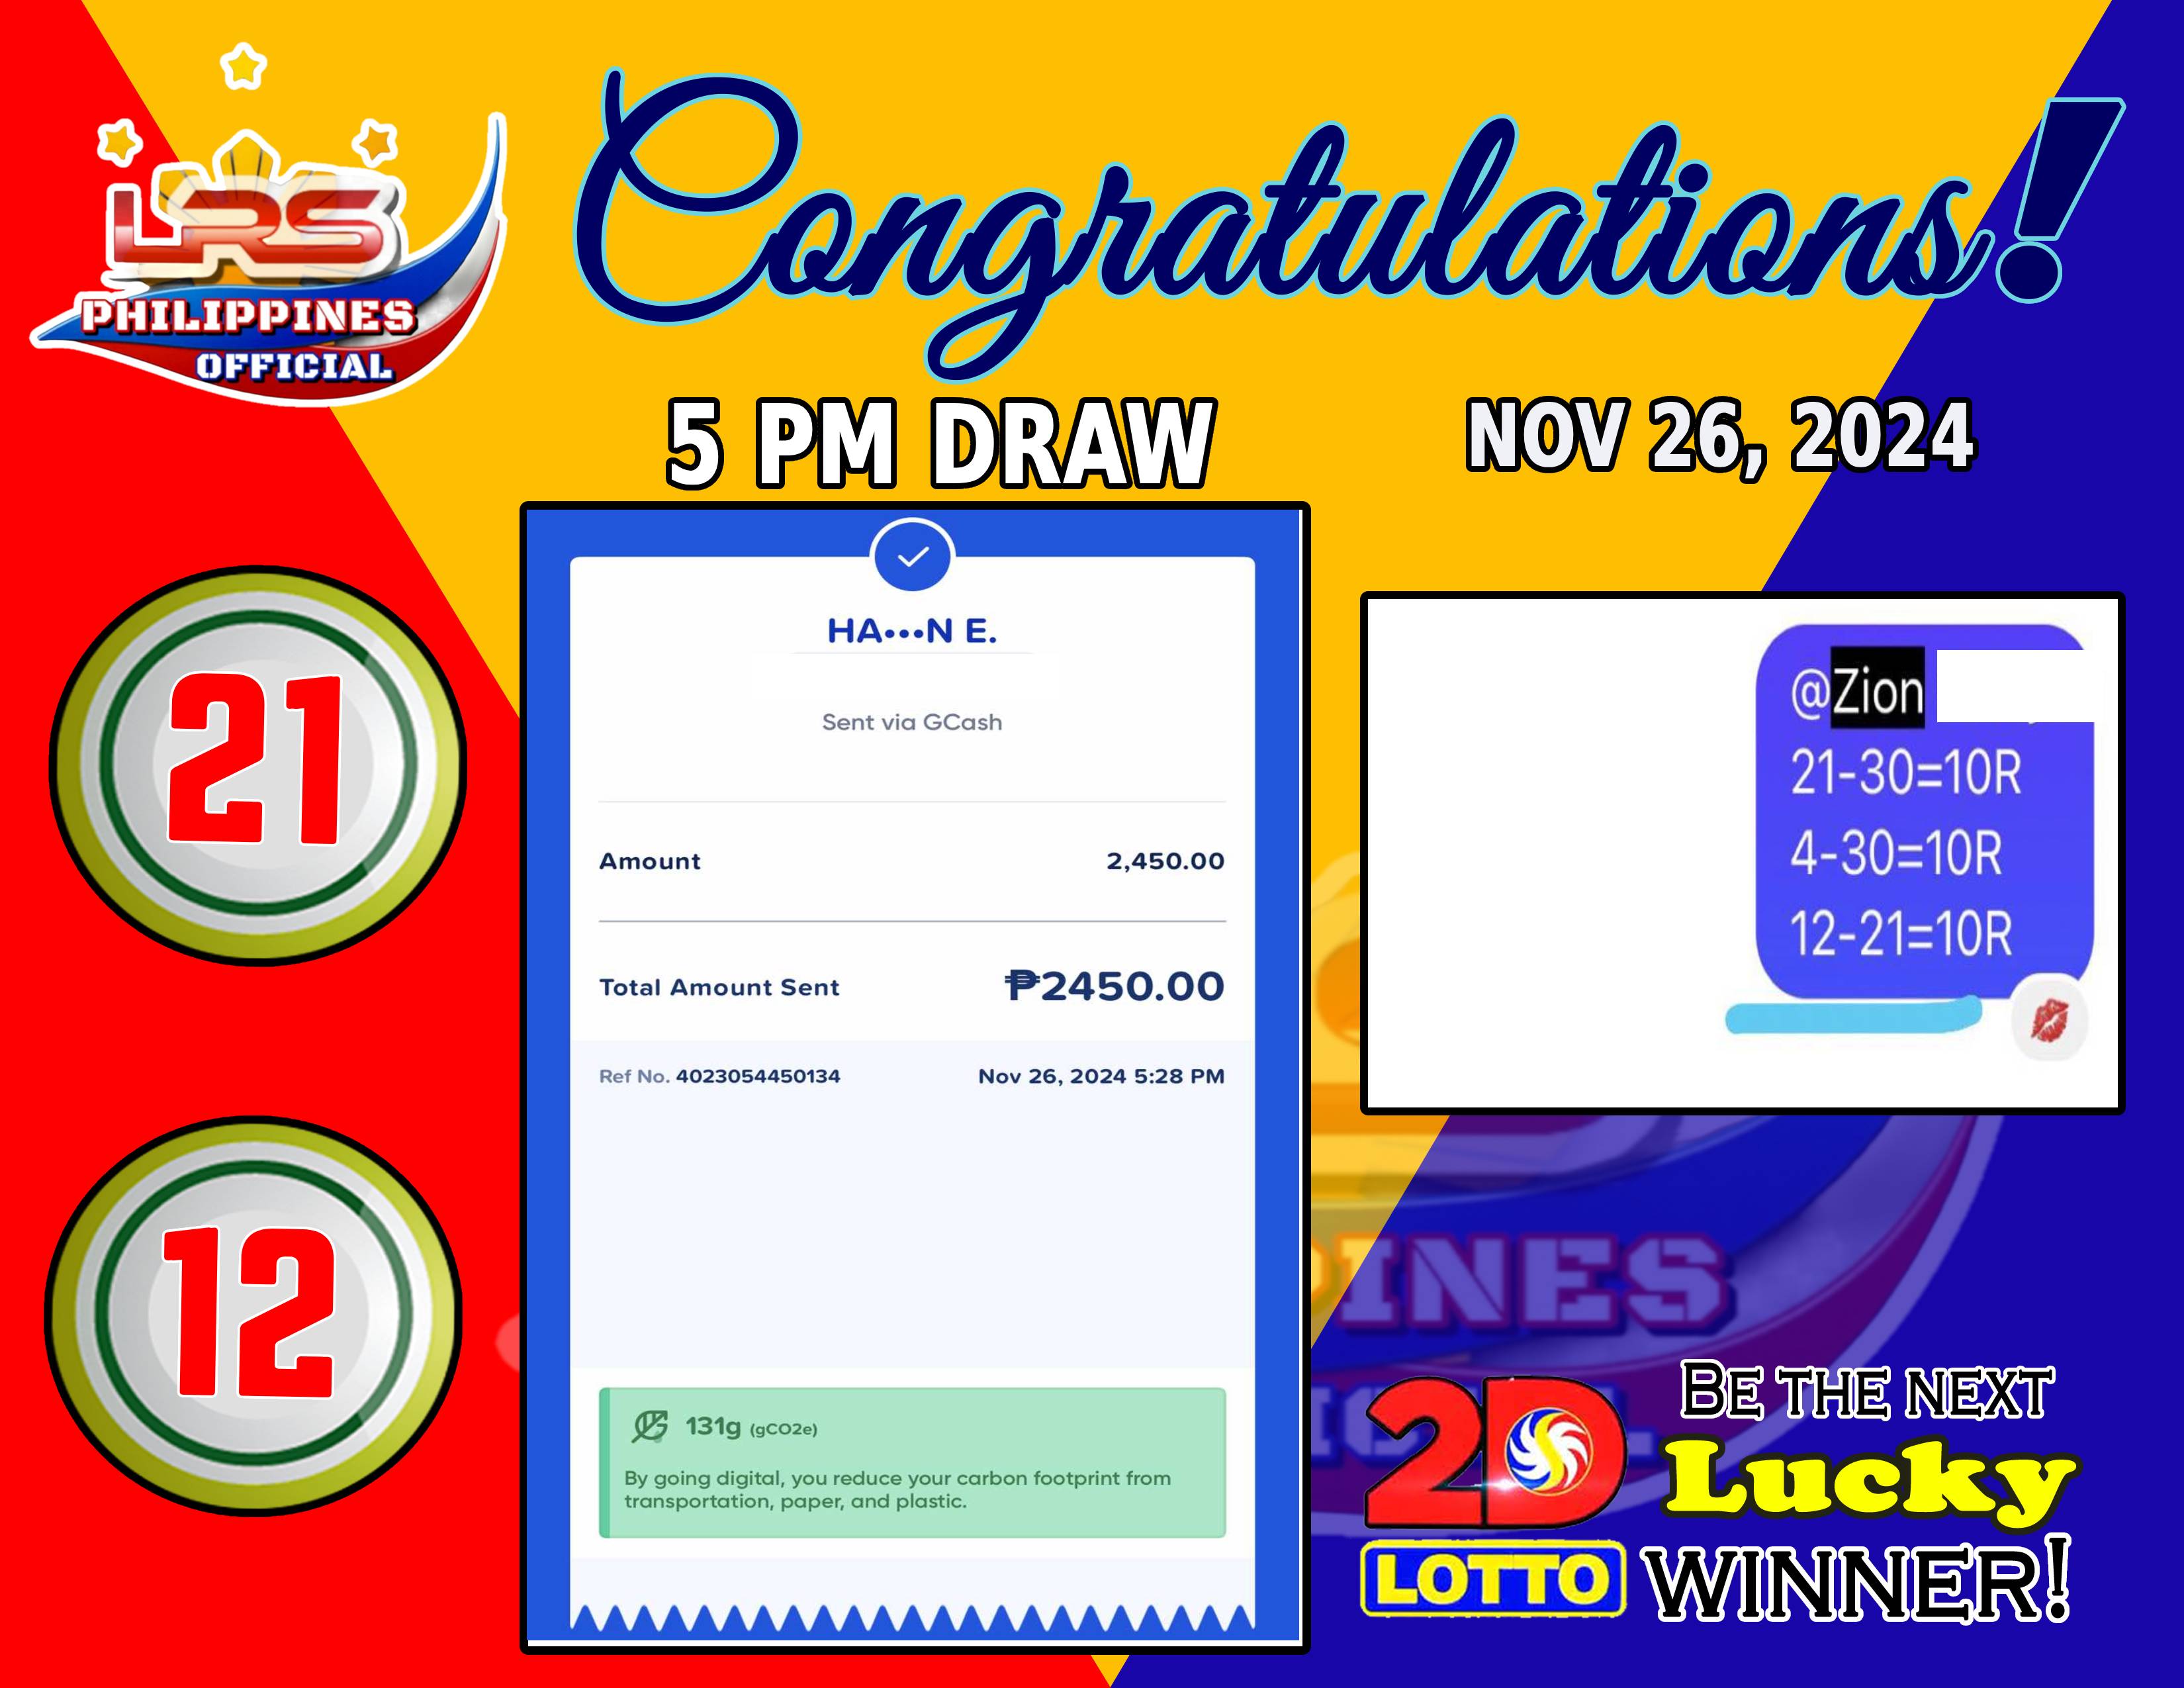 LRS
PHILIPPINES
OFFICIAL
Congratulations!
5 PM DRAW
NOV 26, 2024
21
12
HA•••N E.
Sent via GCash
Amount 2,450.00
Total Amount Sent ₱2450.00
Ref No. 4023054450134 Nov 26, 2024 5:28 PM
131g (gCO2e)
By going digital, you reduce your carbon footprint from
transportation, paper, and plastic.
@Zion
21-30=10R
4-30=10R
12-21=10R
PINES
2D
LOTTO
BE THE NEXT
Lucky
WINNER!